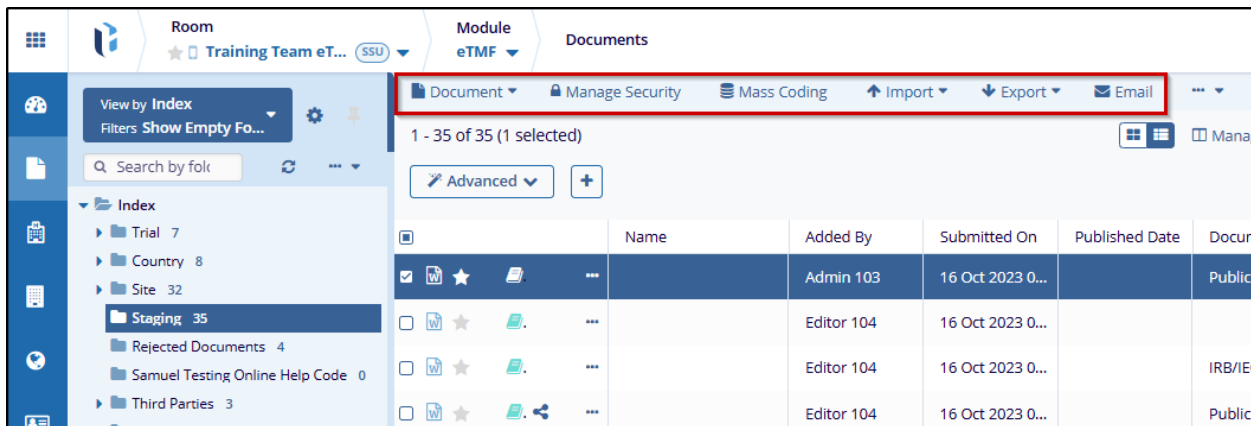 Room
Training Team eT... SSU
Module
eTMF
Documents
View by Index
Filters Show Empty Fo...
Document
Manage Security
Mass Coding
Import
Export
Email
1 - 35 of 35 (1 selected)
Mana
Search by fol
Advanced
Index
Trial 7
Country 8
Site 32
Staging 35
Rejected Documents 4
Samuel Testing Online Help Code 0
Third Parties 3
Name Added By Submitted On Published Date Docur
Admin 103 16 Oct 2023 0... Public
Editor 104 16 Oct 2023 0...
Editor 104 16 Oct 2023 0... IRB/IE
Editor 104 16 Oct 2023 0... Public